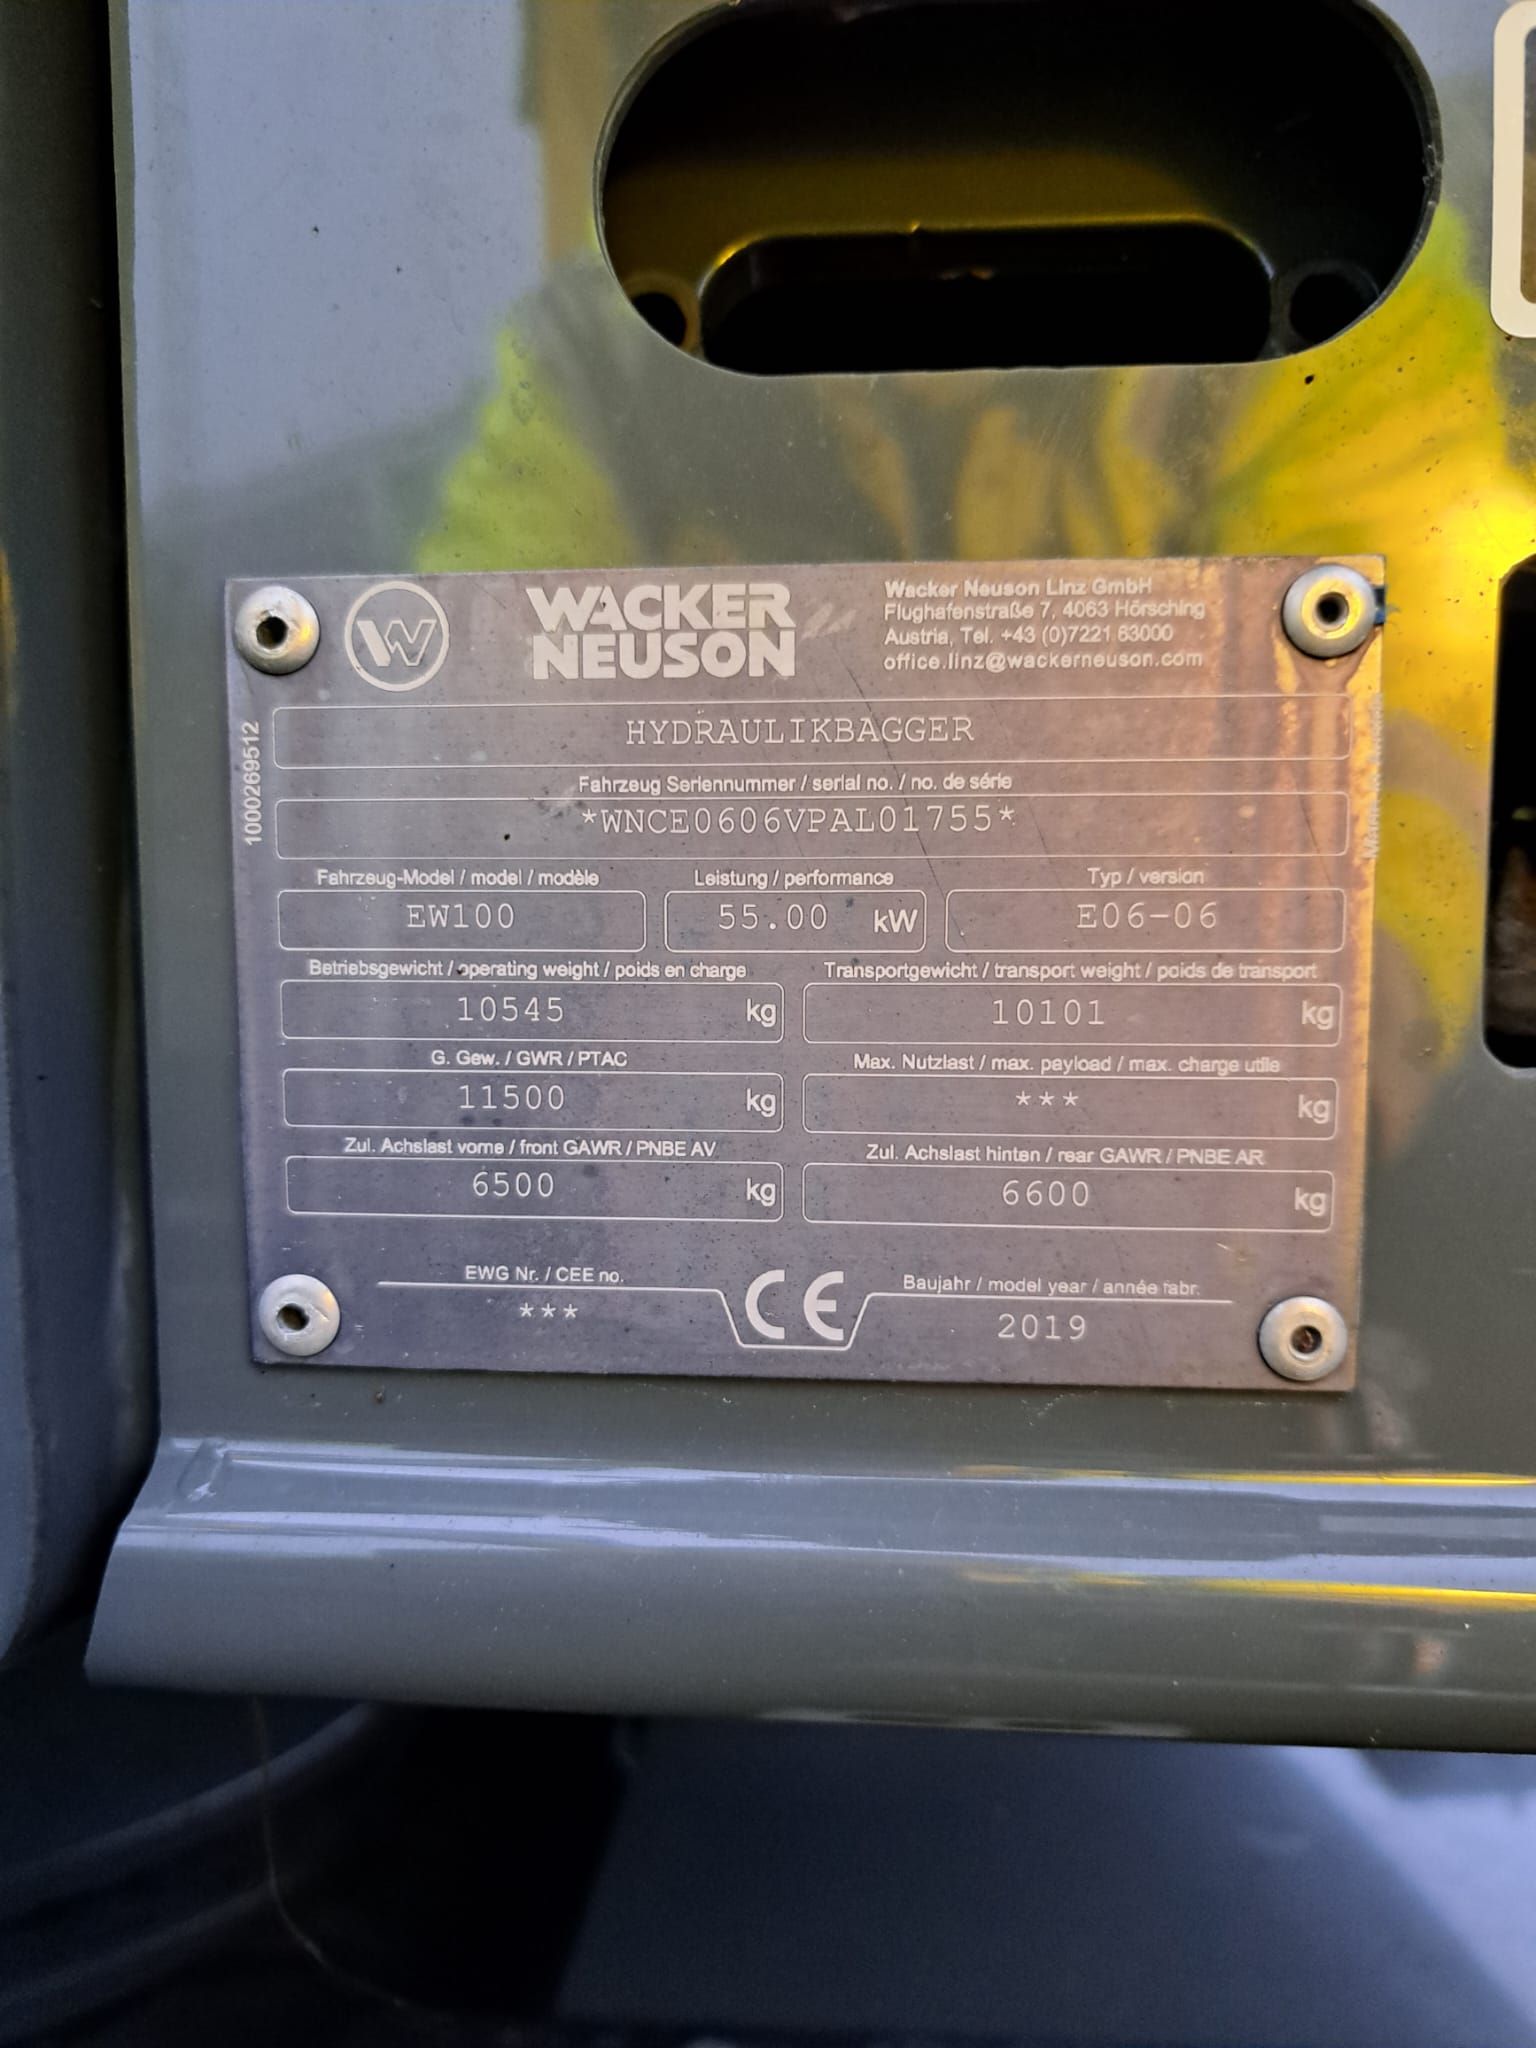 WACKER
NEUSON
Wacker Neuson Linz GmbH
Flughafenstraße 7, 4063 Hörsching
Austria, Tel. +43 (0)7221 63000
office.linz@wackerneuson.com
1000269512
HYDRAULIKBAGGER
Fahrzeug Seriennummer / serial no. / no. de série
*WNCE0606VPAL01755*
Fahrzeug-Model / model / modèle
EW100
Leistung / performance
55.00 kW
Typ / version
E06-06
Betriebsgewicht / operating weight / poids en charge
10545 kg
Transportgewicht / transport weight / poids de transport
10101 kg
G. Gew. / GWR / PTAC
11500 kg
Max. Nutzlast / max. payload / max. charge utile
*** kg
Zul. Achslast vorne / front GAWR / PNBE AV
6500 kg
Zul. Achslast hinten / rear GAWR / PNBE AR
6600 kg
EWG Nr. / CEE no.
***
CE
Baujahr / model year / année fabr.
2019